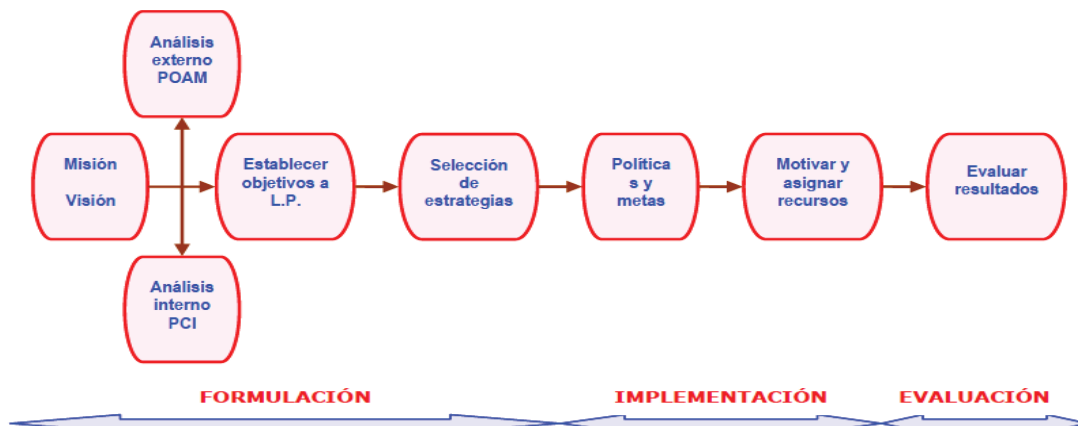 Análisis
externo
POAM
Misión
Visión
Establecer
objetivos a
L.P.
Selección
de
estrategias
Política
s y
metas
Motivar y
asignar
recursos
Evaluar
resultados
Análisis
interno
PCI
FORMULACIÓN
IMPLEMENTACIÓN
EVALUACIÓN